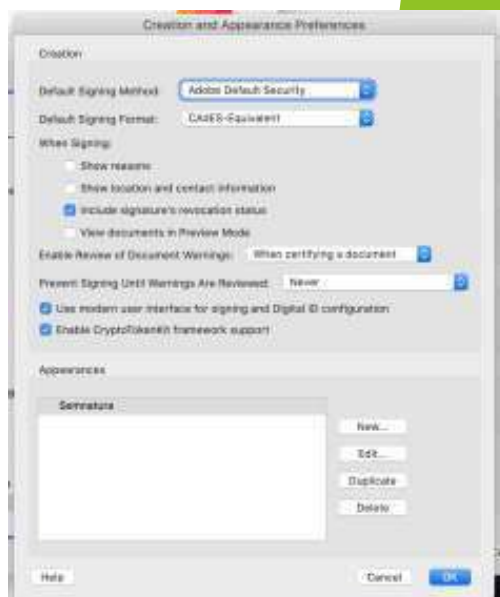 Creation and Appearance Preferences
Creation
Default Signing Method: Adobe Default Security
Default Signing Format: CAdES-Equivalent
When Signing:
Show reasons
Show location and contact information
Include signature's revocation status
View documents in Preview Mode
Enable Review of Document Warnings: When certifying a document
Prevent Signing Until Warnings Are Reviewed: Never
Use modern user interface for signing and Digital ID configuration
Enable CryptoTokenKit framework support
Appearances
Semnatura
New...
Edit...
Duplicate
Delete
Help Cancel OK